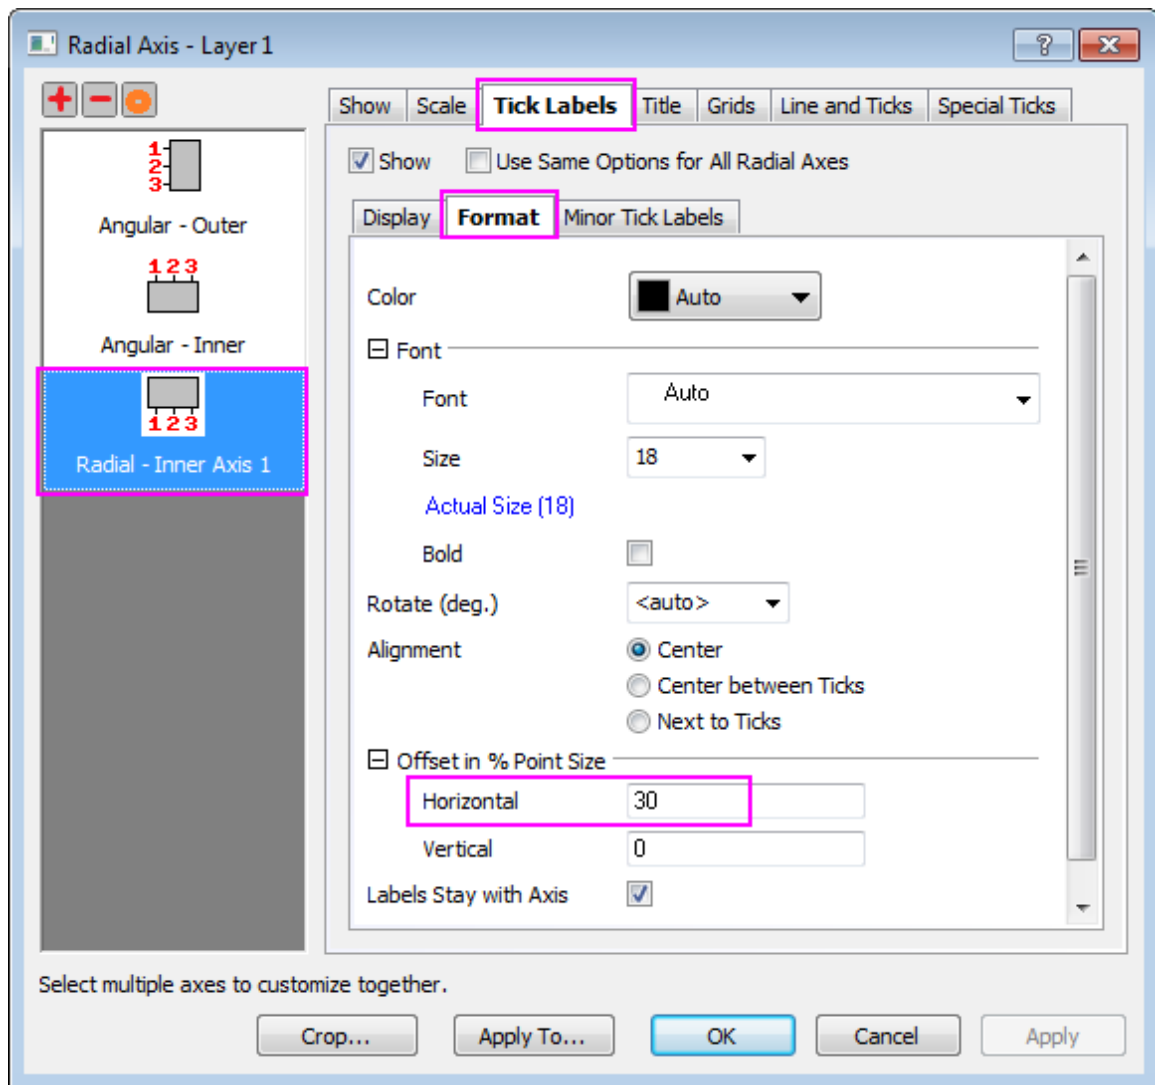 Radial Axis - Layer 1
Show Scale Tick Labels Title Grids Line and Ticks Special Ticks
1
2
3
Angular - Outer
1 2 3
Angular - Inner
1 2 3
Radial - Inner Axis 1
Show Use Same Options for All Radial Axes
Display Format Minor Tick Labels
Color Auto
Font
Font Auto
Size 18
Actual Size (18)
Bold
Rotate (deg.) <auto>
Alignment Center
Center between Ticks
Next to Ticks
Offset in % Point Size
Horizontal 30
Vertical 0
Labels Stay with Axis
Select multiple axes to customize together.
Crop... Apply To... OK Cancel Apply